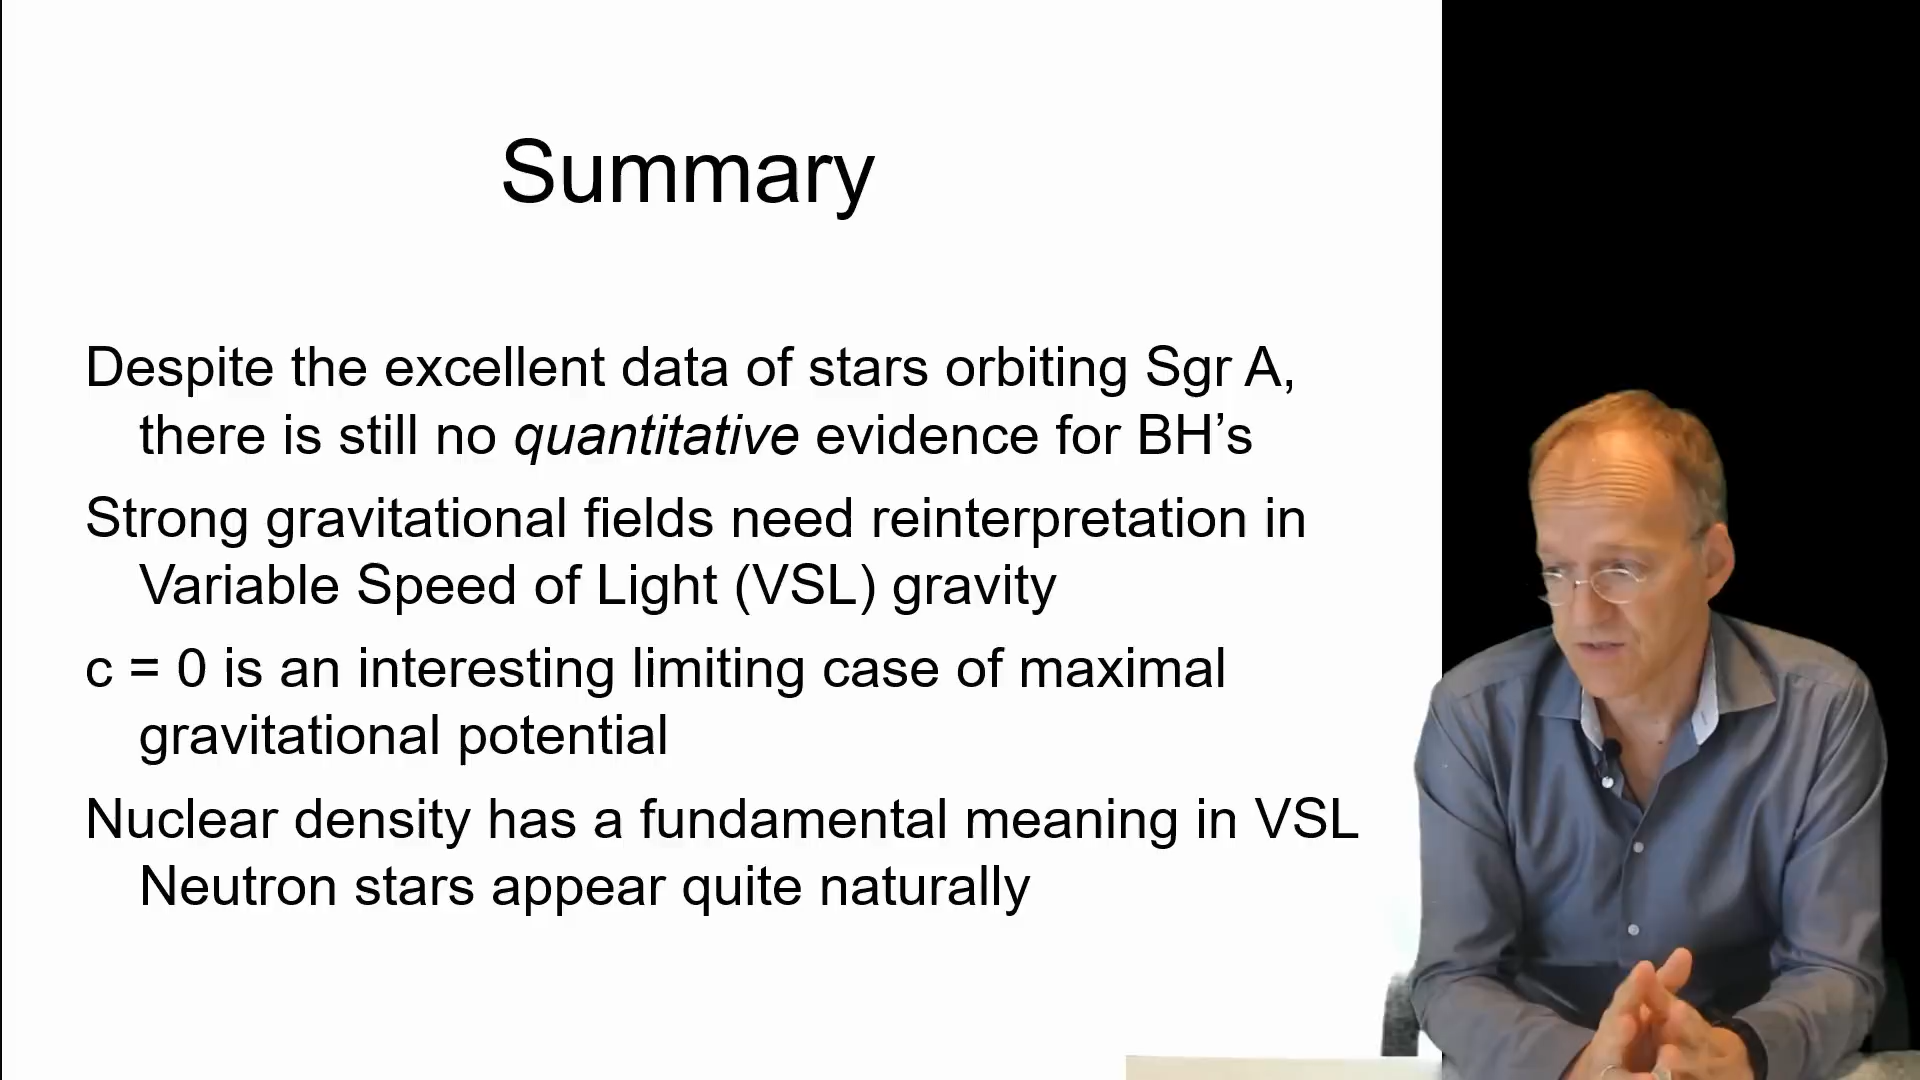 Summary
Despite the excellent data of stars orbiting Sgr A,
there is still no quantitative evidence for BH’s
Strong gravitational fields need reinterpretation in
Variable Speed of Light (VSL) gravity
c = 0 is an interesting limiting case of maximal
gravitational potential
Nuclear density has a fundamental meaning in VSL
Neutron stars appear quite naturally